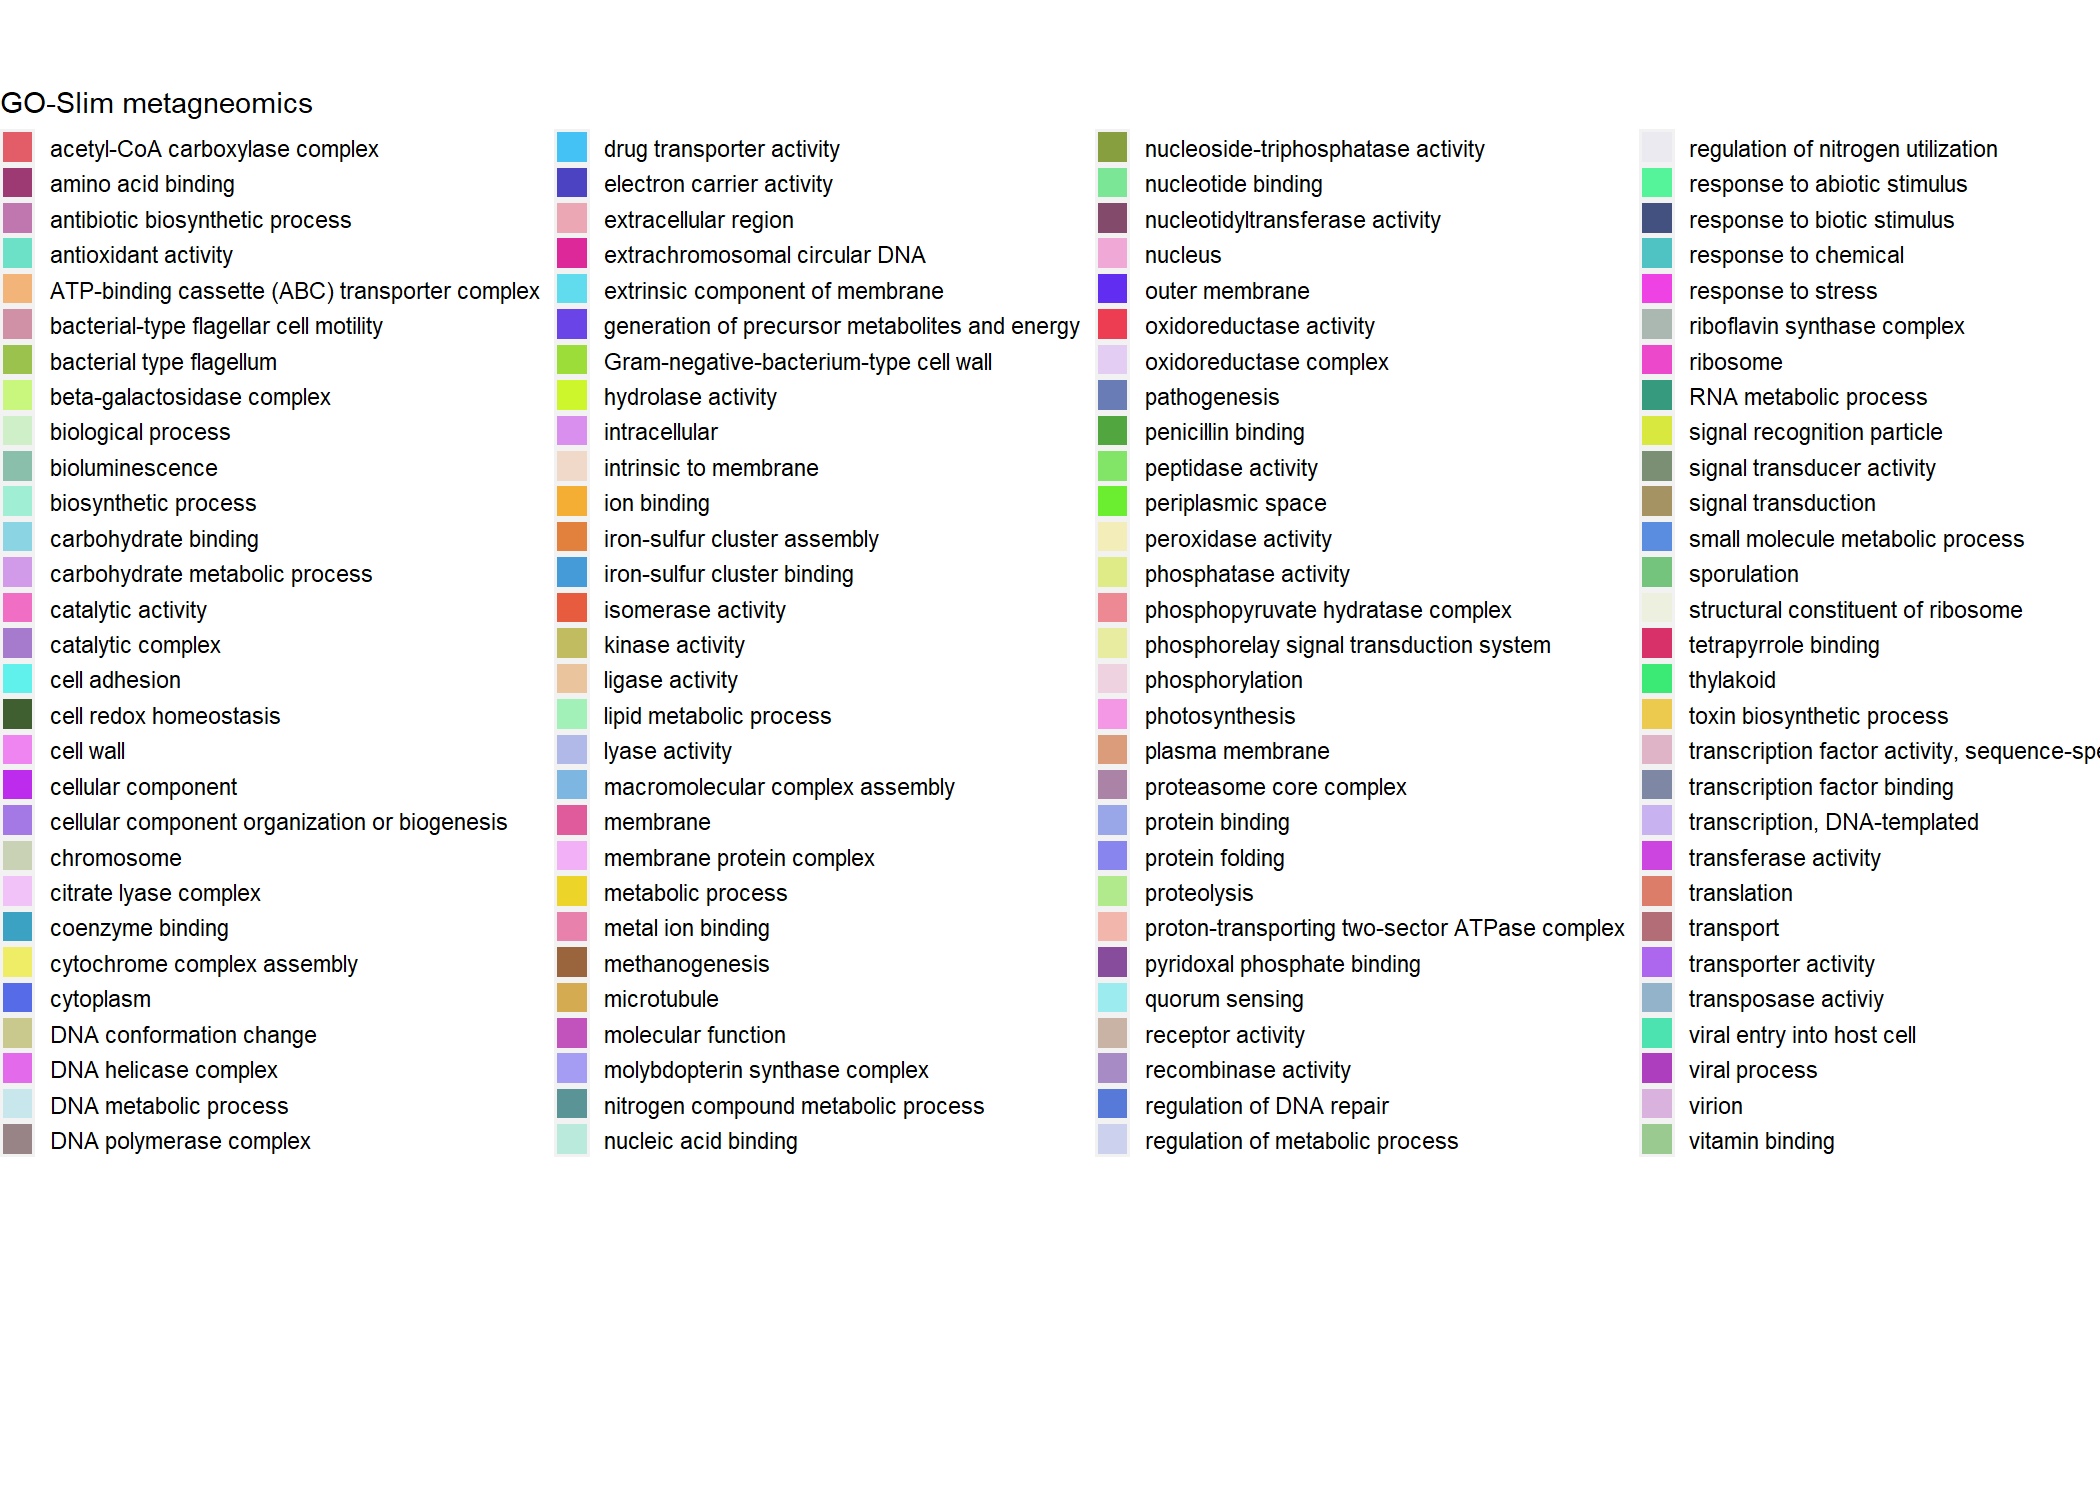 GO-Slim metagneomics
acetyl-CoA carboxylase complex
amino acid binding
antibiotic biosynthetic process
antioxidant activity
ATP-binding cassette (ABC) transporter complex
bacterial-type flagellar cell motility
bacterial type flagellum
beta-galactosidase complex
biological process
bioluminescence
biosynthetic process
carbohydrate binding
carbohydrate metabolic process
catalytic activity
catalytic complex
cell adhesion
cell redox homeostasis
cell wall
cellular component
cellular component organization or biogenesis
chromosome
citrate lyase complex
coenzyme binding
cytochrome complex assembly
cytoplasm
DNA conformation change
DNA helicase complex
DNA metabolic process
DNA polymerase complex
drug transporter activity
electron carrier activity
extracellular region
extrachromosomal circular DNA
extrinsic component of membrane
generation of precursor metabolites and energy
Gram-negative-bacterium-type cell wall
hydrolase activity
intracellular
intrinsic to membrane
ion binding
iron-sulfur cluster assembly
iron-sulfur cluster binding
isomerase activity
kinase activity
ligase activity
lipid metabolic process
lyase activity
macromolecular complex assembly
membrane
membrane protein complex
metabolic process
metal ion binding
methanogenesis
microtubule
molecular function
molybdopterin synthase complex
nitrogen compound metabolic process
nucleic acid binding
nucleoside-triphosphatase activity
nucleotide binding
nucleotidyltransferase activity
nucleus
outer membrane
oxidoreductase activity
oxidoreductase complex
pathogenesis
penicillin binding
peptidase activity
periplasmic space
peroxidase activity
phosphatase activity
phosphopyruvate hydratase complex
phosphorelay signal transduction system
phosphorylation
photosynthesis
plasma membrane
proteasome core complex
protein binding
protein folding
proteolysis
proton-transporting two-sector ATPase complex
pyridoxal phosphate binding
quorum sensing
receptor activity
recombinase activity
regulation of DNA repair
regulation of metabolic process
regulation of nitrogen utilization
response to abiotic stimulus
response to biotic stimulus
response to chemical
response to stress
riboflavin synthase complex
ribosome
RNA metabolic process
signal recognition particle
signal transducer activity
signal transduction
small molecule metabolic process
sporulation
structural constituent of ribosome
tetrapyrrole binding
thylakoid
toxin biosynthetic process
transcription factor activity, sequence-spe
transcription factor binding
transcription, DNA-templated
transferase activity
translation
transport
transporter activity
transposase activiy
viral entry into host cell
viral process
virion
vitamin binding